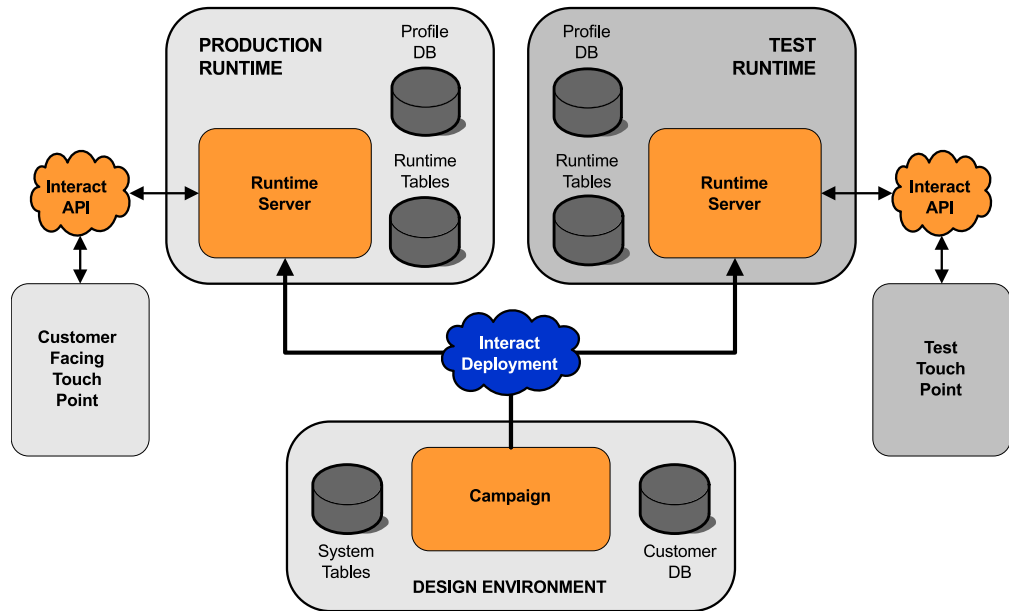 PRODUCTION
RUNTIME
Profile
DB
Runtime
Tables
Runtime
Server
Interact
API
Customer
Facing
Touch
Point
Profile
DB
TEST
RUNTIME
Runtime
Tables
Runtime
Server
Interact
API
Test
Touch
Point
Interact
Deployment
Campaign
System
Tables
Customer
DB
DESIGN ENVIRONMENT